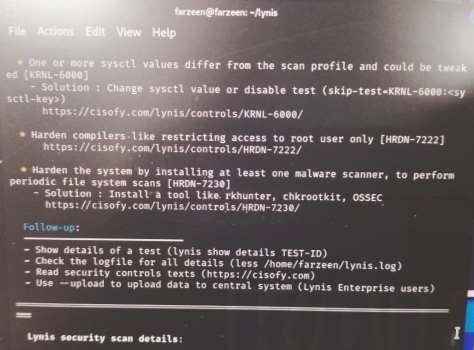 farzeen@farzeen: ~/lynis
File Actions Edit View Help
* One or more sysctl values differ from the scan profile and could be tweak
ed [KRNL-6000]
- Solution : Change sysctl value or disable test (skip-test=KRNL-6000:<sy
sctl-key>)
https://cisofy.com/lynis/controls/KRNL-6000/
* Harden compilers like restricting access to root user only [HRDN-7222]
https://cisofy.com/lynis/controls/HRDN-7222/
* Harden the system by installing at least one malware scanner, to perform
periodic file system scans [HRDN-7230]
- Solution : Install a tool like rkhunter, chkrootkit, OSSEC
https://cisofy.com/lynis/controls/HRDN-7230/
Follow-up:
- Show details of a test (lynis show details TEST-ID)
- Check the logfile for all details (less /home/farzeen/lynis.log)
- Read security controls texts (https://cisofy.com)
- Use --upload to upload data to central system (Lynis Enterprise users)
Lynis security scan details: